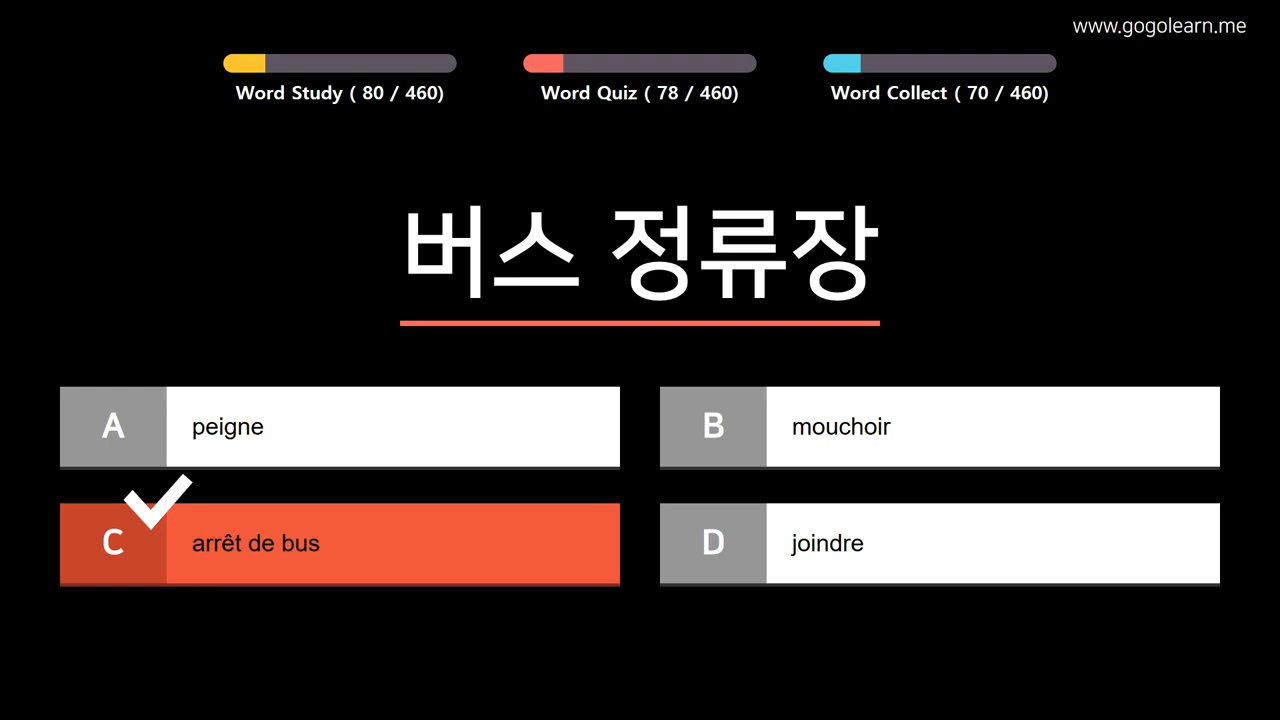 www.gogolearn.me
Word Study ( 80 / 460)
Word Quiz ( 78 / 460)
Word Collect ( 70 / 460)
버스 정류장
A
peigne
B
mouchoir
C
arrêt de bus
D
joindre